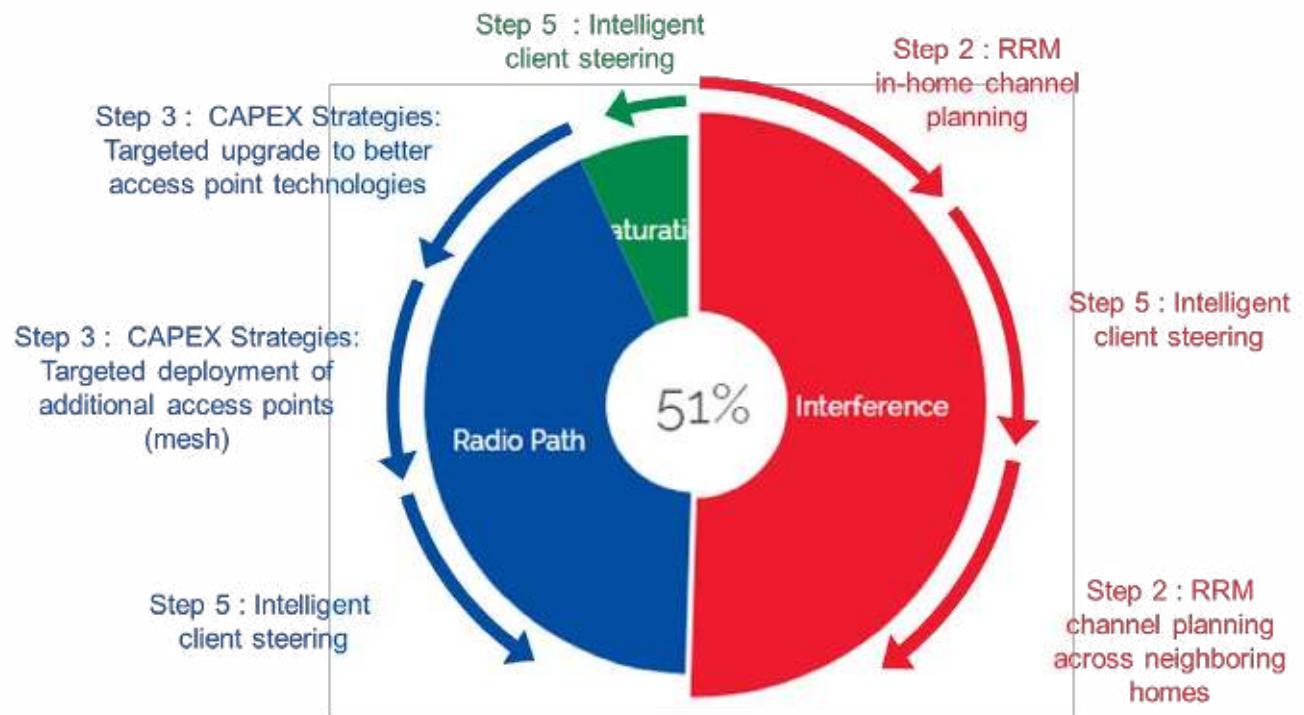 Step 5 : Intelligent
client steering
Step 2 : RRM
in-home channel
planning
Step 3 : CAPEX Strategies:
Targeted upgrade to better
access point technologies
aturati
Step 5 : Intelligent
client steering
Step 3 : CAPEX Strategies:
Targeted deployment of
additional access points
(mesh)
51%
Interference
Radio Path
Step 5 : Intelligent
client steering
Step 2 : RRM
channel planning
across neighboring
homes